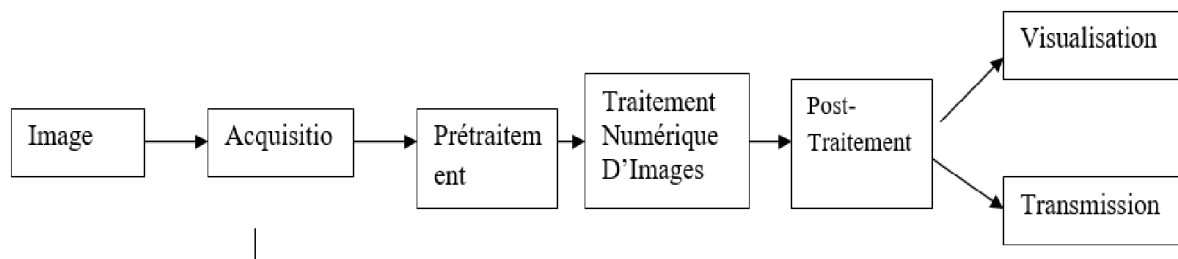 Image
Acquisitio
Prétraitem
ent
Traitement
Numérique
D’Images
Post-
Traitement
Visualisation
Transmission